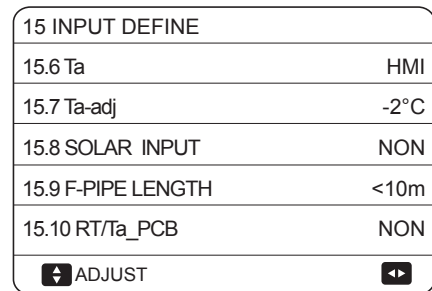 15 INPUT DEFINE
15.6 Ta HMI
15.7 Ta-adj -2°C
15.8 SOLAR INPUT NON
15.9 F-PIPE LENGTH <10m
15.10 RT/Ta_PCB NON
ADJUST